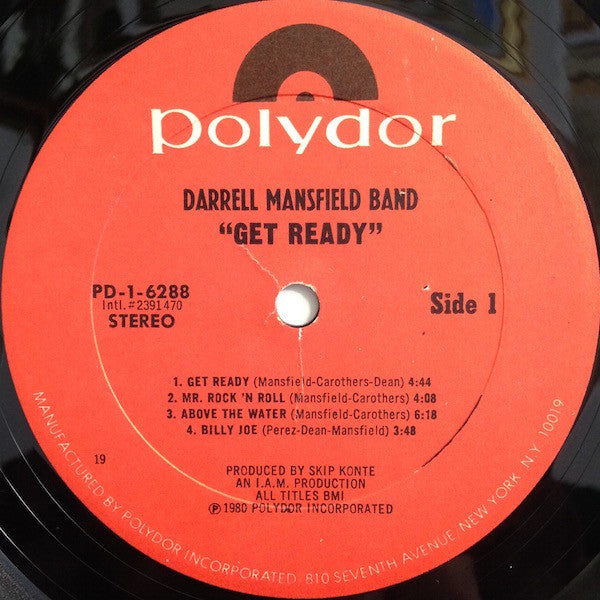 polydor
DARRELL MANSFIELD BAND
"GET READY"
PD-1-6288
Intl.#2391470
STEREO
Side 1
1. GET READY (Mansfield-Carothers-Dean) 4:44
2. MR. ROCK 'N ROLL (Mansfield-Carothers) 4:08
3. ABOVE THE WATER (Mansfield-Carothers) 6:18
4. BILLY JOE (Perez-Dean-Mansfield) 3:48
19
PRODUCED BY SKIP KONTE
AN I.A.M. PRODUCTION
ALL TITLES BMI
Ⓟ 1980 POLYDOR INCORPORATED
MANUFACTURED BY POLYDOR INCORPORATED. 810 SEVENTH AVENUE, NEW YORK, N.Y. 10019